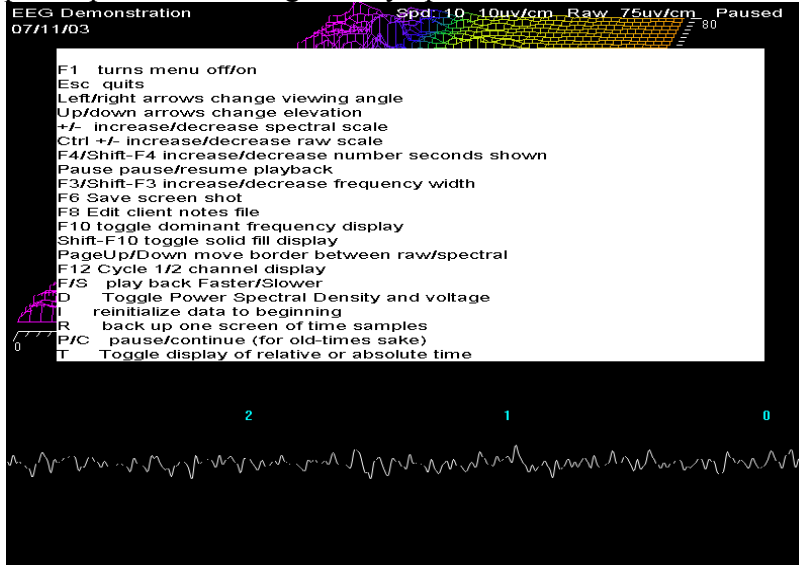 EEG Demonstration Spd: 10 10uv/cm Raw 75uv/cm Paused
07/11/03
80
F1 turns menu off/on
Esc quits
Left/right arrows change viewing angle
Up/down arrows change elevation
+/- increase/decrease spectral scale
Ctrl +/- increase/decrease raw scale
F4/Shift-F4 increase/decrease number seconds shown
Pause pause/resume playback
F3/Shift-F3 increase/decrease frequency width
F6 Save screen shot
F8 Edit client notes file
F10 toggle dominant frequency display
Shift-F10 toggle solid fill display
PageUp/Down move border between raw/spectral
F12 Cycle 1/2 channel display
F/S play back Faster/Slower
D Toggle Power Spectral Density and voltage
I reinitialize data to beginning
R back up one screen of time samples
P/C pause/continue (for old-times sake)
T Toggle display of relative or absolute time
0
2 1 0